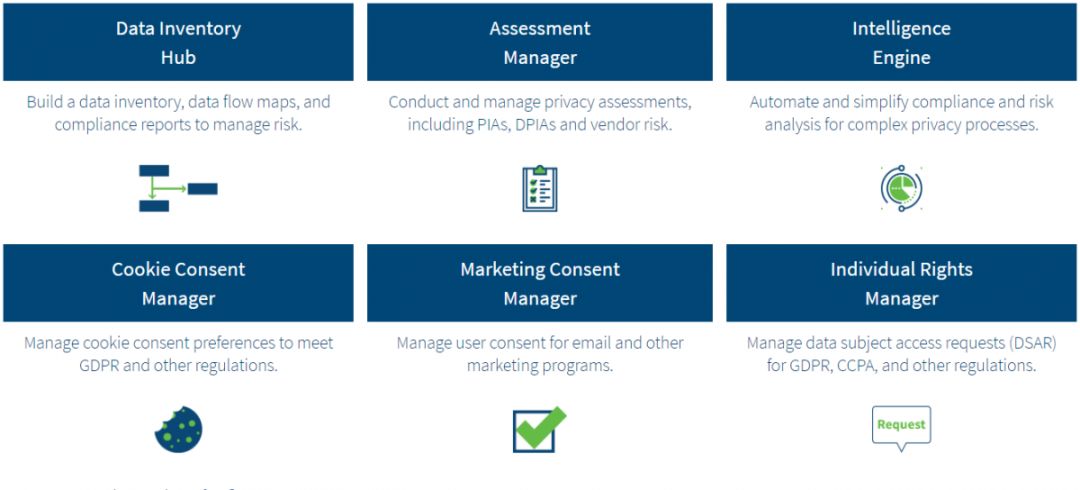 Data Inventory
Hub
Build a data inventory, data flow maps, and
compliance reports to manage risk.
Assessment
Manager
Conduct and manage privacy assessments,
including PIAs, DPIAs and vendor risk.
Intelligence
Engine
Automate and simplify compliance and risk
analysis for complex privacy processes.
Cookie Consent
Manager
Manage cookie consent preferences to meet
GDPR and other regulations.
Marketing Consent
Manager
Manage user consent for email and other
marketing programs.
Individual Rights
Manager
Manage data subject access requests (DSAR)
for GDPR, CCPA, and other regulations.
Request